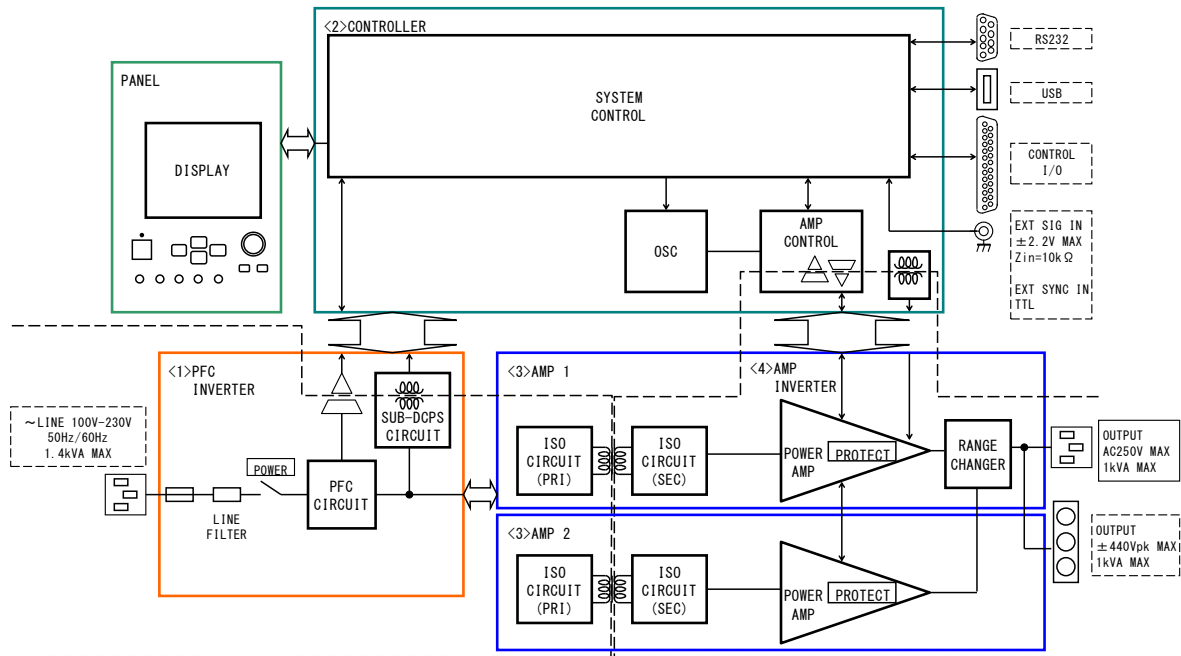 <2>CONTROLLER
SYSTEM
CONTROL
RS232
USB
CONTROL
I/O
PANEL
DISPLAY
OSC
AMP
CONTROL
EXT SIG IN
±2.2V MAX
Zin=10kΩ
EXT SYNC IN
TTL
<1>PFC
INVERTER
SUB-DCPS
CIRCUIT
~LINE 100V-230V
50Hz/60Hz
1.4kVA MAX
POWER
LINE
FILTER
PFC
CIRCUIT
<3>AMP 1
<4>AMP
INVERTER
ISO
CIRCUIT
(PRI)
ISO
CIRCUIT
(SEC)
POWER
AMP
PROTECT
RANGE
CHANGER
OUTPUT
AC250V MAX
1kVA MAX
<3>AMP 2
ISO
CIRCUIT
(PRI)
ISO
CIRCUIT
(SEC)
POWER
AMP
PROTECT
OUTPUT
±440Vpk MAX
1kVA MAX